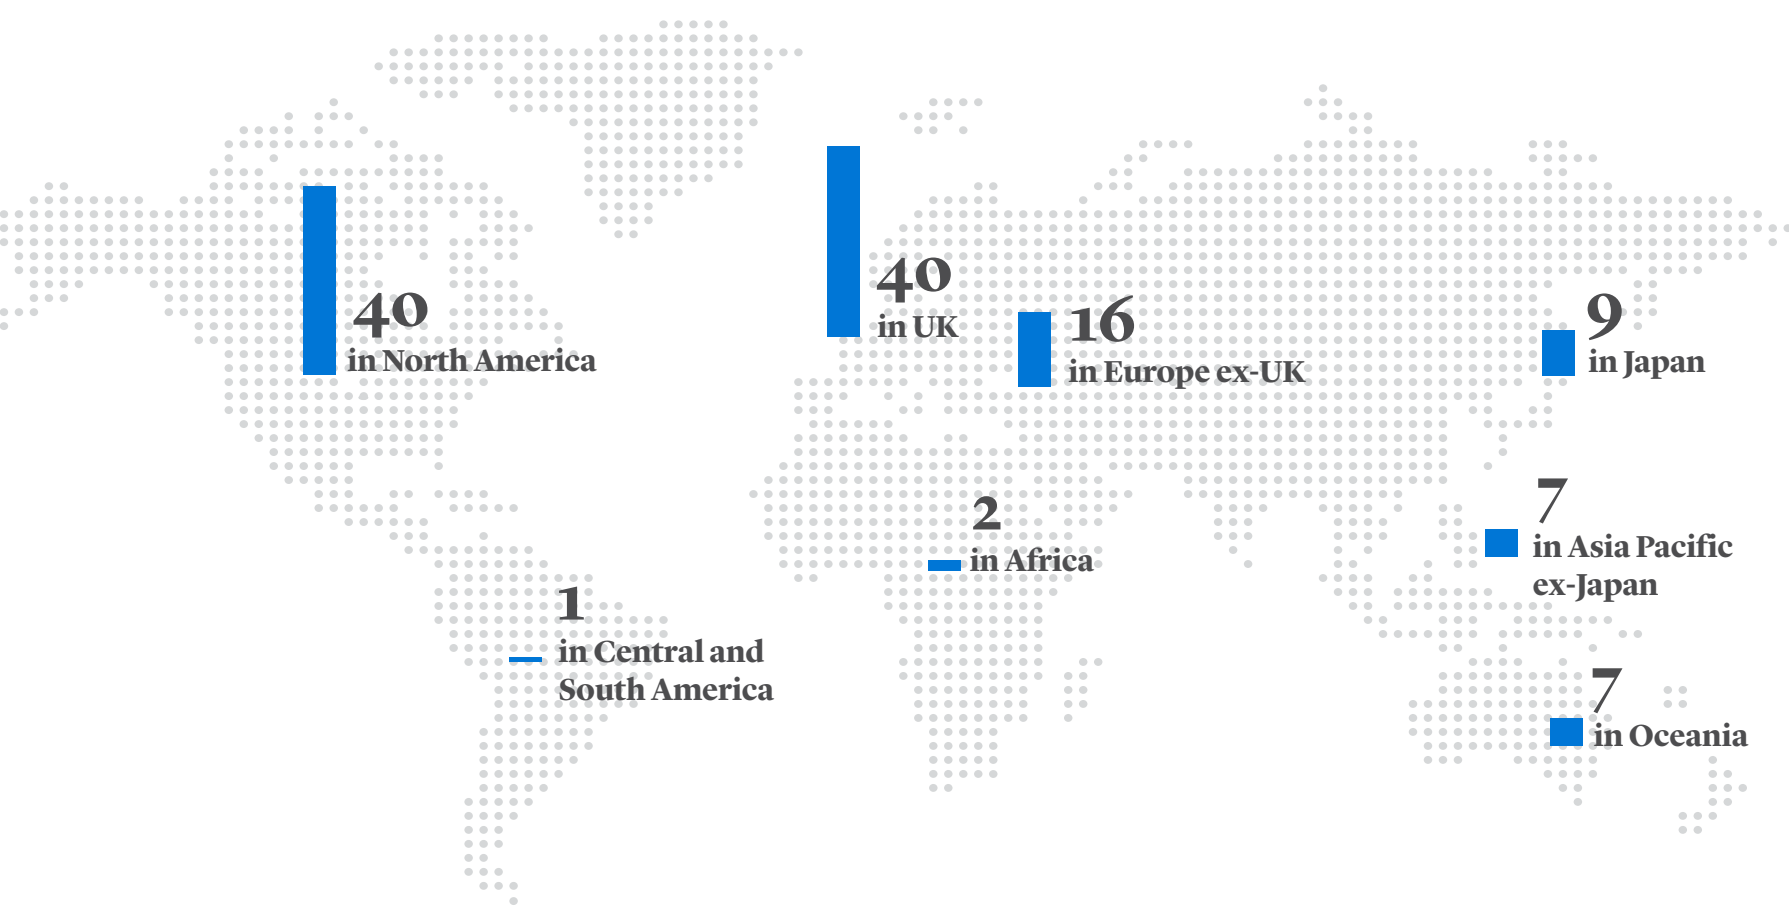 40
in North America
40
in UK
16
in Europe ex-UK
9
in Japan
2
in Africa
7
in Asia Pacific
ex-Japan
1
in Central and
South America
7
in Oceania